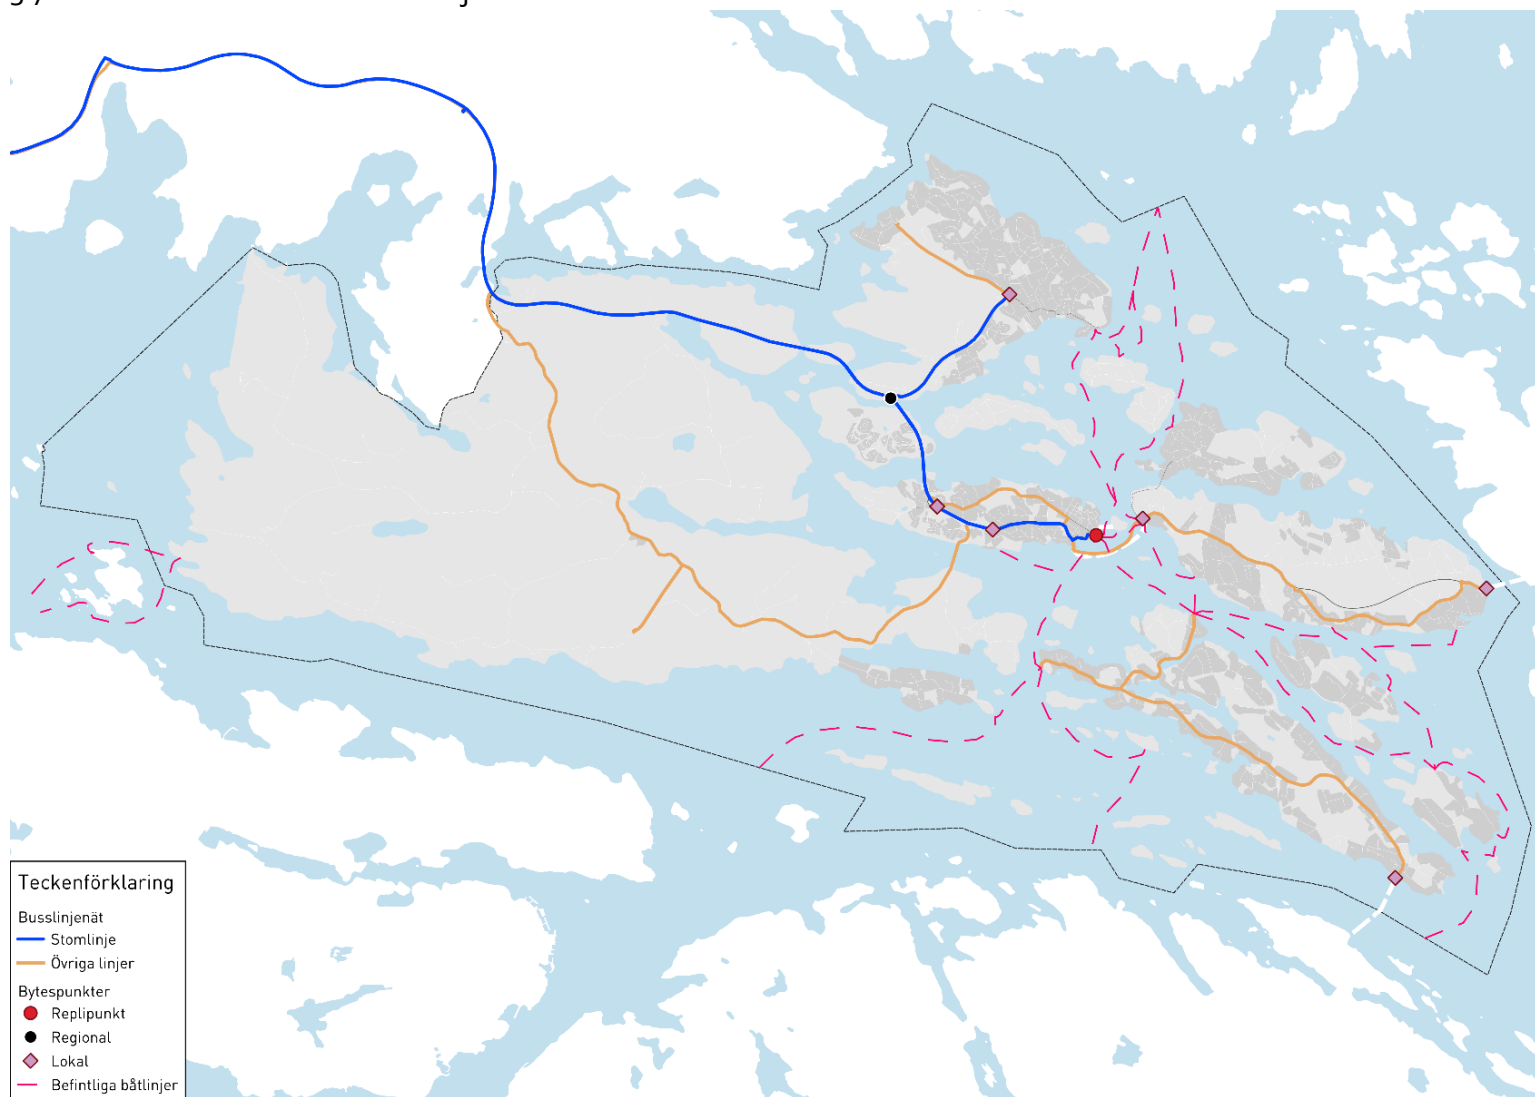 Teckenförklaring
Busslinjenät
Stomlinje
Övriga linjer
Bytespunkter
Replipunkt
Regional
Lokal
Befintliga båtlinjer